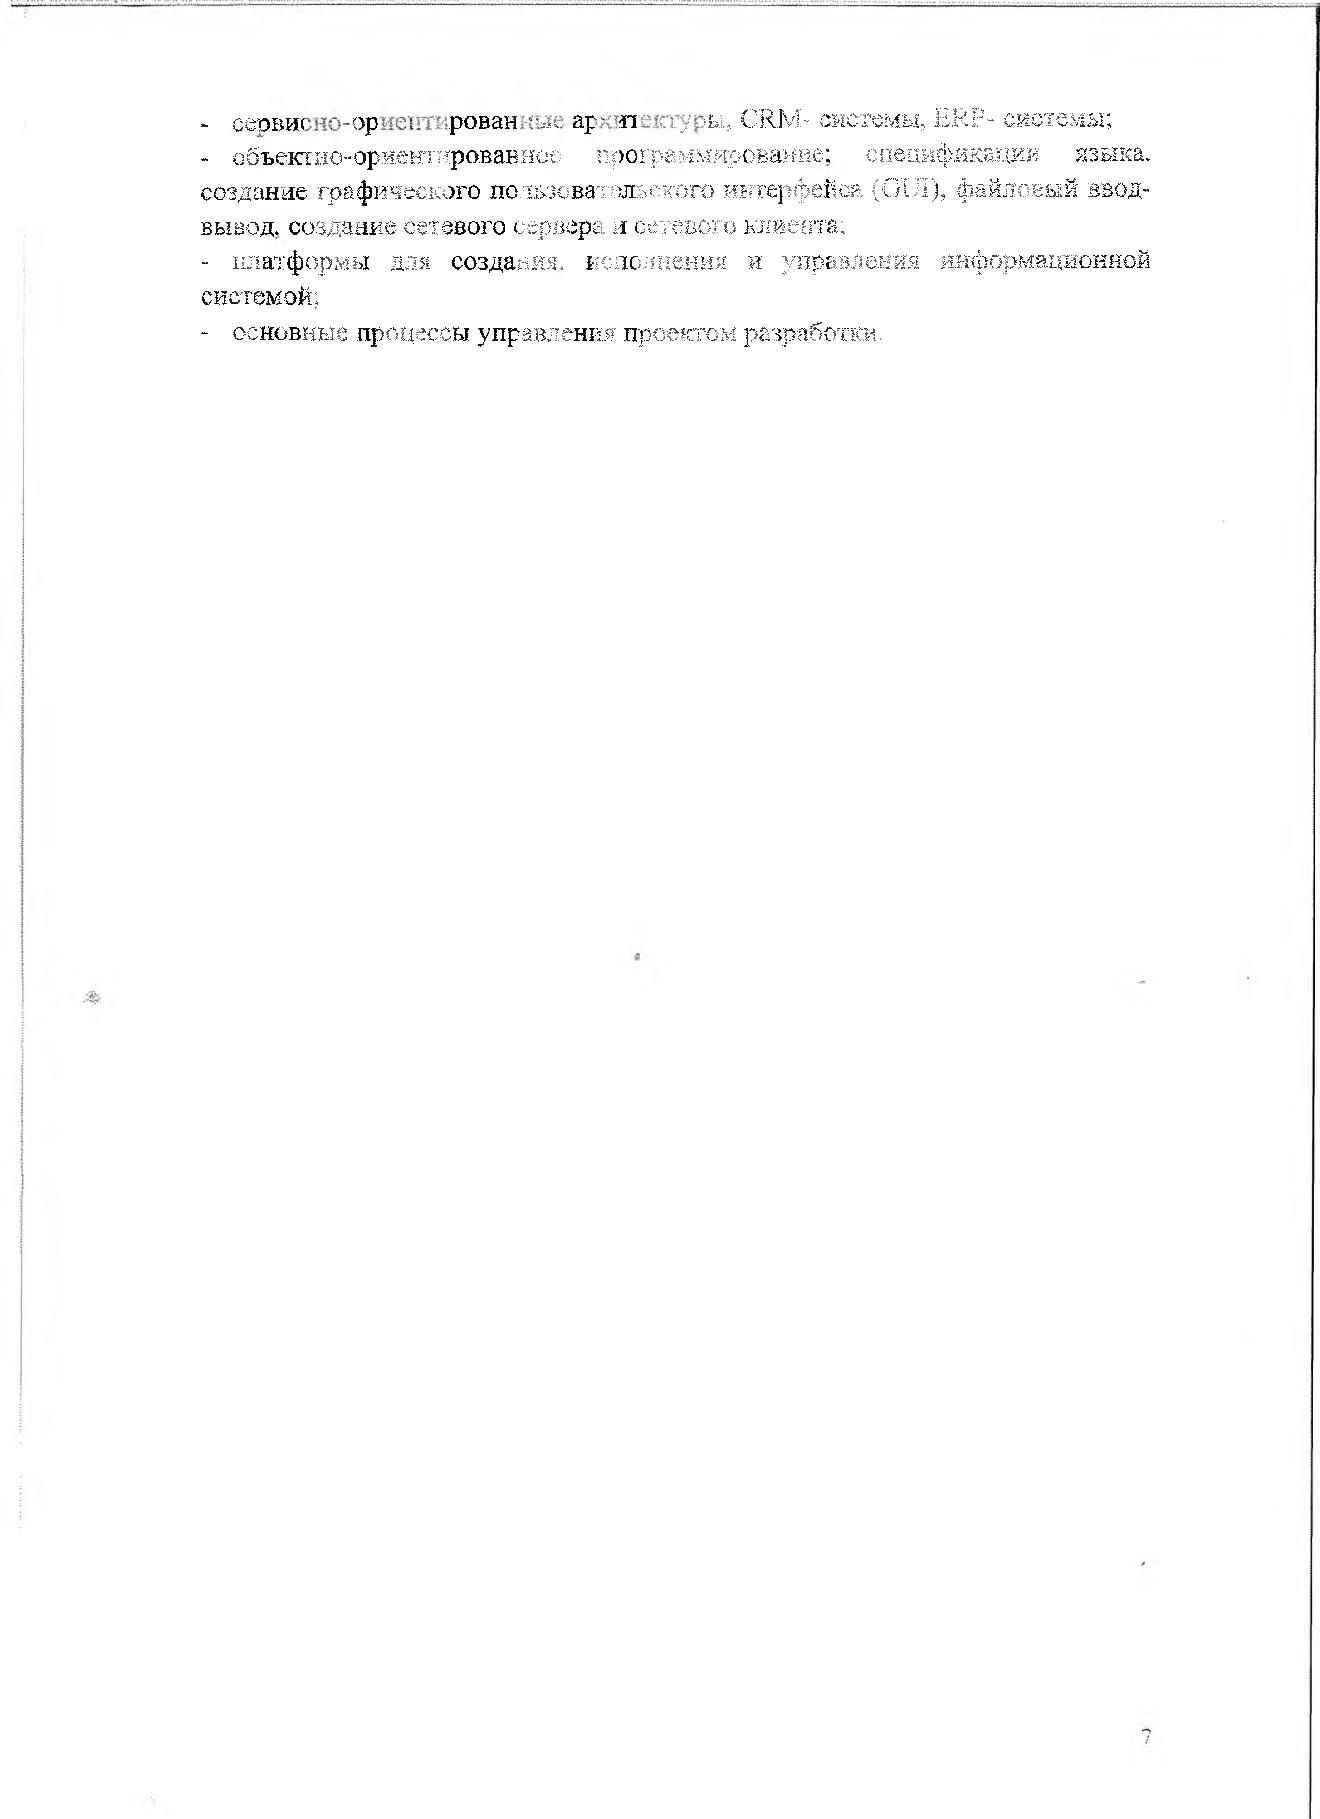 - сервисно-ориентированные архитектуры, CRM- системы, ERP- системы;
- объектно-ориентированное программирование; спецификации языка,
создание графического пользовательского интерфейса (GUI), файловый ввод-
вывод, создание сетевого сервера и сетевого клиента;
- платформы для создания, исполнения и управления информационной
системой;
- основные процессы управления проектом разработки.
7